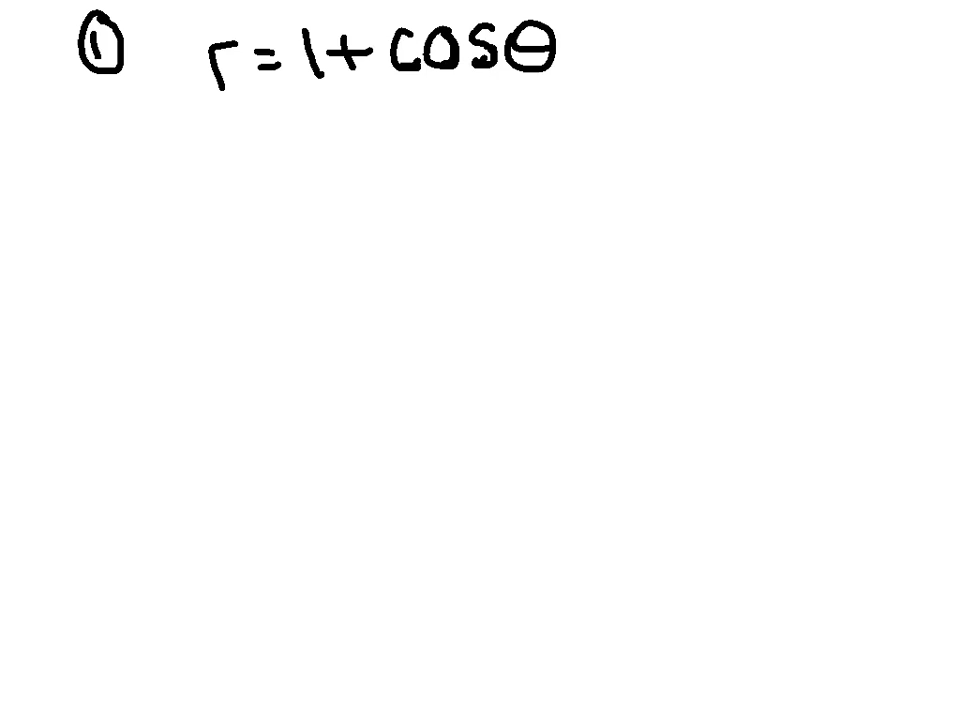 ① r = 1 + cosθ